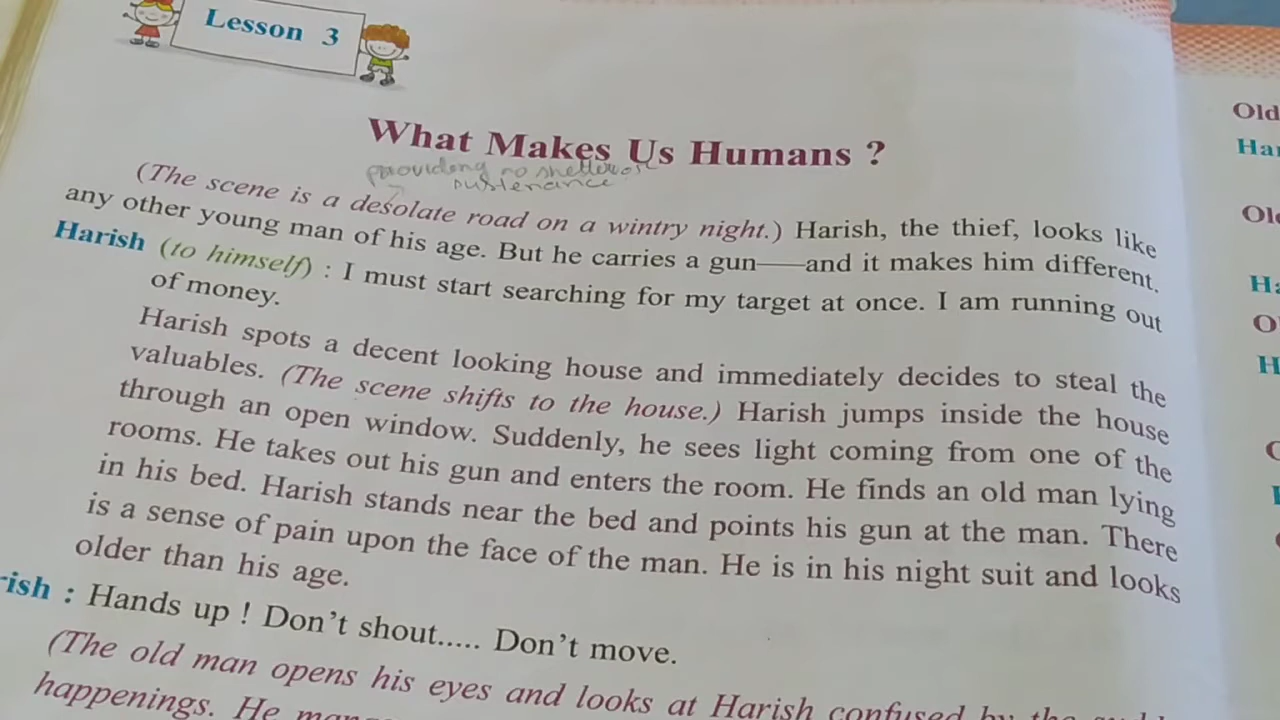 Lesson 3
What Makes Us Humans ?
providing no shelter or
sustenance
(The scene is a desolate road on a wintry night.) Harish, the thief, looks like
any other young man of his age. But he carries a gun——and it makes him different.
Harish (to himself) : I must start searching for my target at once. I am running out
of money.
Harish spots a decent looking house and immediately decides to steal the
valuables. (The scene shifts to the house.) Harish jumps inside the house
through an open window. Suddenly, he sees light coming from one of the
rooms. He takes out his gun and enters the room. He finds an old man lying
in his bed. Harish stands near the bed and points his gun at the man. There
is a sense of pain upon the face of the man. He is in his night suit and looks
older than his age.
rish : Hands up ! Don't shout..... Don't move.
(The old man opens his eyes and looks at Harish confused by the
happenings. He
Old